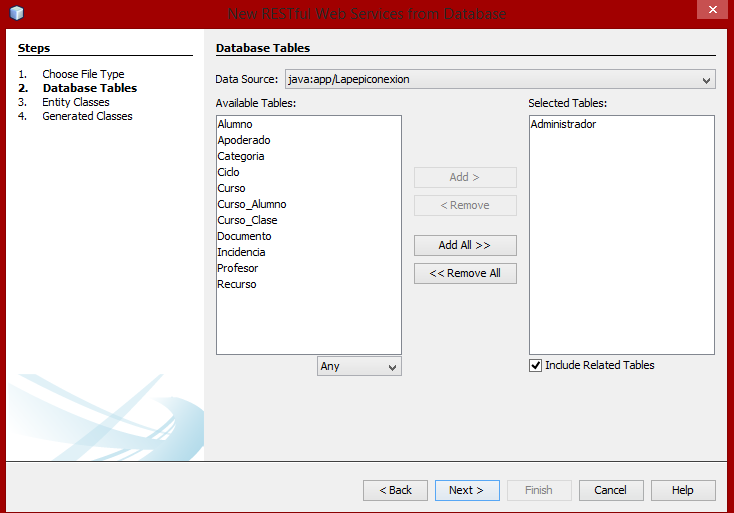 New RESTful Web Services from Database
Steps
1. Choose File Type
2. Database Tables
3. Entity Classes
4. Generated Classes
Database Tables
Data Source: java:app/Lapepiconexion
Available Tables:
Alumno
Apoderado
Categoria
Ciclo
Curso
Curso_Alumno
Curso_Clase
Documento
Incidencia
Profesor
Recurso
Any
Add >
< Remove
Add All >>
<< Remove All
Selected Tables:
Administrador
Include Related Tables
< Back
Next >
Finish
Cancel
Help